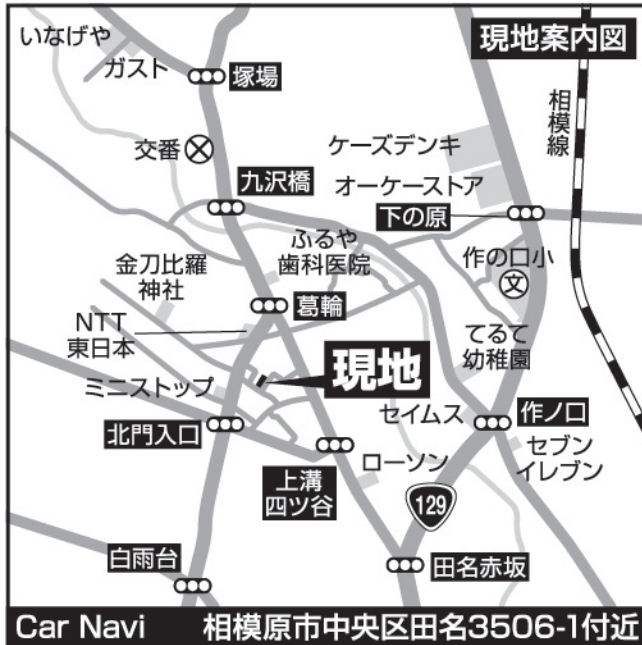 現地案内図
いなげや
ガスト
塚場
相模線
交番
ケーズデンキ
九沢橋
オーケーストア
下の原
ふるや
歯科医院
作の口小
文
金刀比羅
神社
葛輪
NTT
東日本
てるて
幼稚園
現地
ミニストップ
セイムス
作ノ口
北門入口
セブン
イレブン
ローソン
上溝
四ツ谷
129
白雨台
田名赤坂
Car Navi 相模原市中央区田名3506-1付近